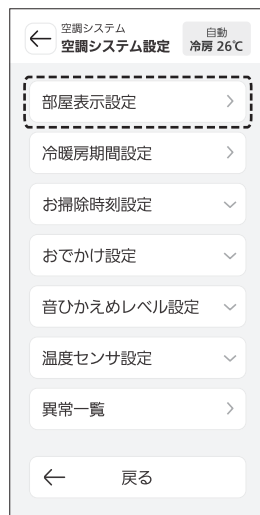 空調システム
空調システム設定
自動
冷房 26℃
部屋表示設定
冷暖房期間設定
お掃除時刻設定
おでかけ設定
音ひかえめレベル設定
温度センサ設定
異常一覧
戻る